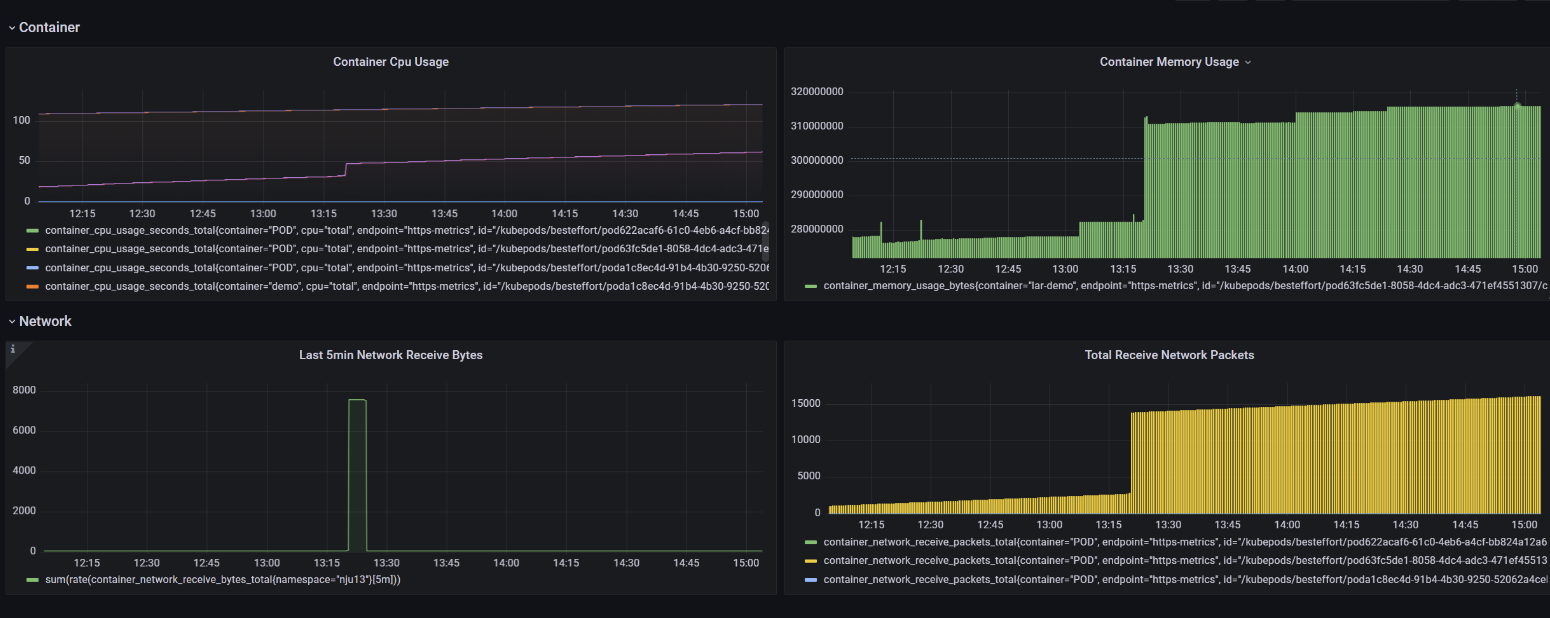 Container
Container Cpu Usage
100
50
0
12:15 12:30 12:45 13:00 13:15 13:30 13:45 14:00 14:15 14:30 14:45 15:00
container_cpu_usage_seconds_total{container="POD", cpu="total", endpoint="https-metrics", id="/kubepods/besteffort/pod622acaf6-61c0-4eb6-a4cf-bb824
container_cpu_usage_seconds_total{container="POD", cpu="total", endpoint="https-metrics", id="/kubepods/besteffort/pod63fc5de1-8058-4dc4-adc3-471e
container_cpu_usage_seconds_total{container="POD", cpu="total", endpoint="https-metrics", id="/kubepods/besteffort/poda1c8ec4d-91b4-4b30-9250-5206
container_cpu_usage_seconds_total{container="demo", cpu="total", endpoint="https-metrics", id="/kubepods/besteffort/poda1c8ec4d-91b4-4b30-9250-520
Container Memory Usage
320000000
310000000
300000000
290000000
280000000
12:15 12:30 12:45 13:00 13:15 13:30 13:45 14:00 14:15 14:30 14:45 15:00
container_memory_usage_bytes{container="lar-demo", endpoint="https-metrics", id="/kubepods/besteffort/pod63fc5de1-8058-4dc4-adc3-471ef4551307/c
Network
i
Last 5min Network Receive Bytes
8000
6000
4000
2000
0
12:15 12:30 12:45 13:00 13:15 13:30 13:45 14:00 14:15 14:30 14:45 15:00
sum(rate(container_network_receive_bytes_total{namespace="nju13"}[5m]))
Total Receive Network Packets
15000
10000
5000
0
12:15 12:30 12:45 13:00 13:15 13:30 13:45 14:00 14:15 14:30 14:45 15:00
container_network_receive_packets_total{container="POD", endpoint="https-metrics", id="/kubepods/besteffort/pod622acaf6-61c0-4eb6-a4cf-bb824a12a6
container_network_receive_packets_total{container="POD", endpoint="https-metrics", id="/kubepods/besteffort/pod63fc5de1-8058-4dc4-adc3-471ef45513
container_network_receive_packets_total{container="POD", endpoint="https-metrics", id="/kubepods/besteffort/poda1c8ec4d-91b4-4b30-9250-52062a4ce